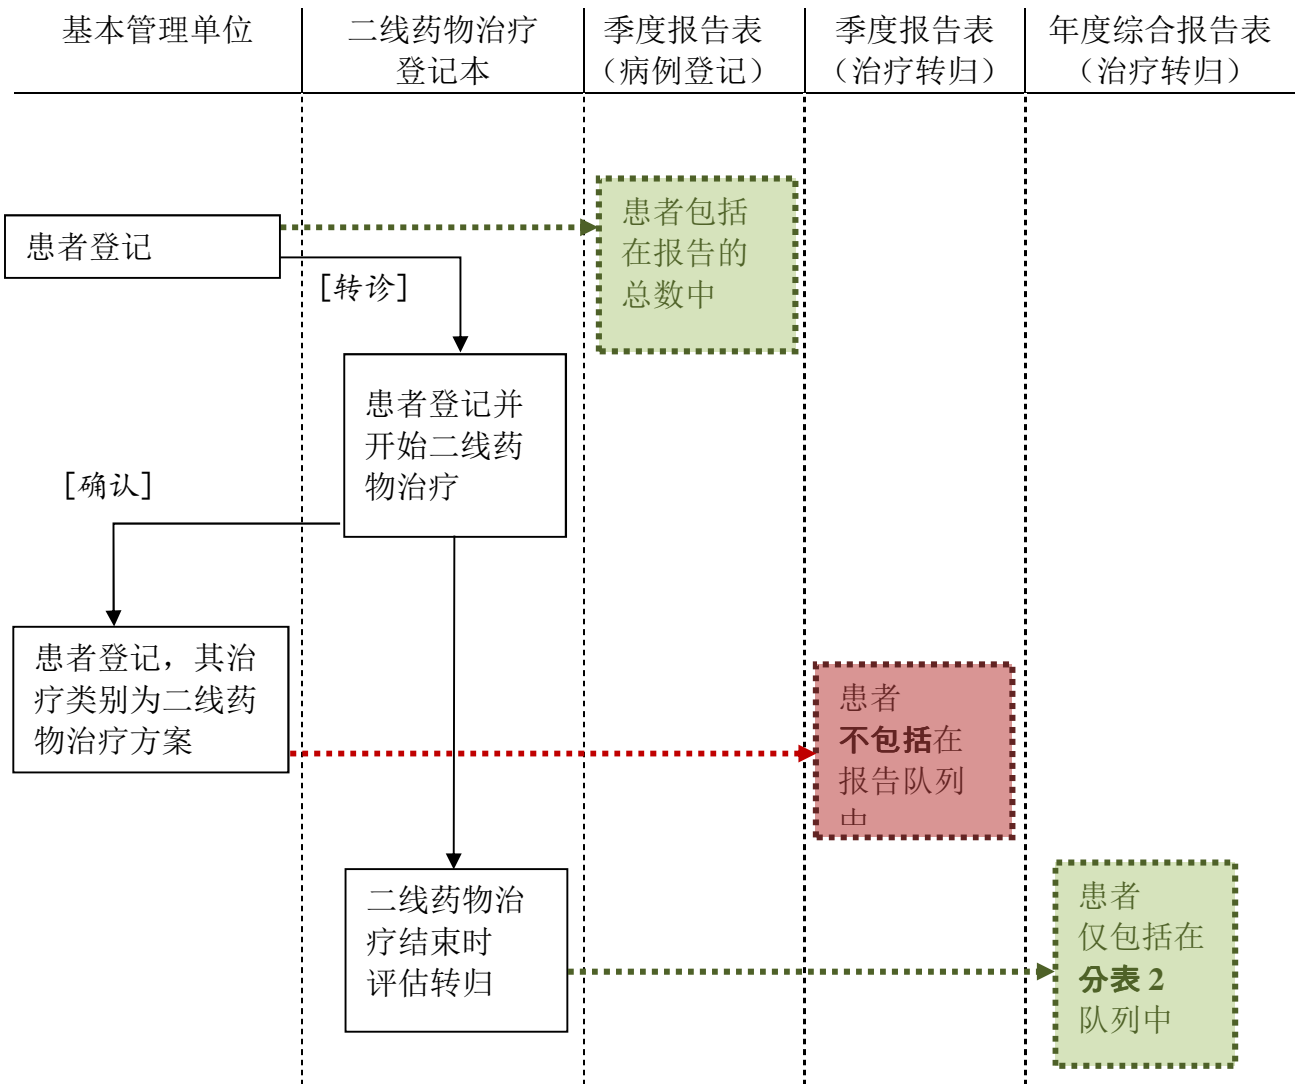 基本管理单位
二线药物治疗
登记本
季度报告表
（病例登记）
季度报告表
（治疗转归）
年度综合报告表
（治疗转归）
患者登记
患者包括
在报告的
总数中
[转诊]
患者登记并
开始二线药
物治疗
[确认]
患者登记，其治
疗类别为二线药
物治疗方案
患者
不包括在
报告队列
中
二线药物治
疗结束时
评估转归
患者
仅包括在
分表 2
队列中